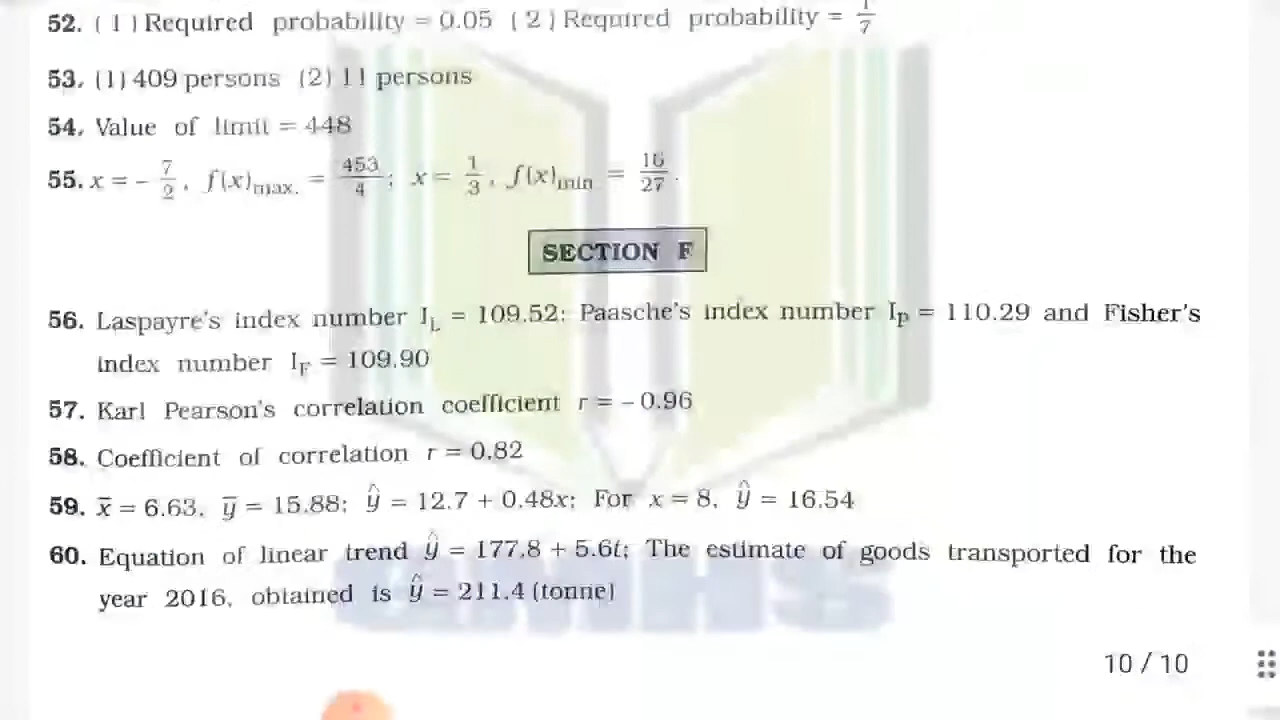 52. ( 1 ) Required probability = 0.05 ( 2 ) Required probability = 1/7
53. (1) 409 persons (2) 11 persons
54. Value of limit = 448
55. x = - 7/2, f(x)max. = 453/4; x = 1/3, f(x)min = 16/27.
SECTION F
56. Laspayre's index number IL = 109.52; Paasche's index number IP = 110.29 and Fisher's
index number IF = 109.90
57. Karl Pearson's correlation coefficient r = – 0.96
58. Coefficient of correlation r = 0.82
59. x̄ = 6.63, ȳ = 15.88; ŷ = 12.7 + 0.48x; For x = 8, ŷ = 16.54
60. Equation of linear trend ŷ = 177.8 + 5.6t; The estimate of goods transported for the
year 2016, obtained is ŷ = 211.4 (tonne)
10 / 10